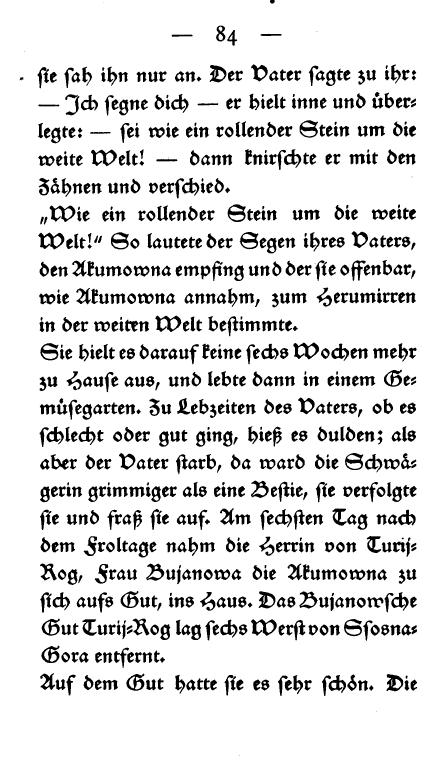 — 84 —
sie sah ihn nur an. Der Vater sagte zu ihr:
— Ich segne dich — er hielt inne und über-
legte: — sei wie ein rollender Stein um die
weite Welt! — dann knirschte er mit den
Zähnen und verschied.
„Wie ein rollender Stein um die weite
Welt!“ So lautete der Segen ihres Vaters,
den Akumowna empfing und der sie offenbar,
wie Akumowna annahm, zum Herumirren
in der weiten Welt bestimmte.
Sie hielt es darauf keine sechs Wochen mehr
zu Hause aus, und lebte dann in einem Ge-
müsegarten. Zu Lebzeiten des Vaters, ob es
schlecht oder gut ging, hieß es dulden; als
aber der Vater starb, da ward die Schwä-
gerin grimmiger als eine Bestie, sie verfolgte
sie und fraß sie auf. Am sechsten Tag nach
dem Froltage nahm die Herrin von Turij-
Rog, Frau Bujanowa die Akumowna zu
sich aufs Gut, ins Haus. Das Bujanowsche
Gut Turij-Rog lag sechs Werst von Ssosna-
Gora entfernt.
Auf dem Gut hatte sie es sehr schön. Die